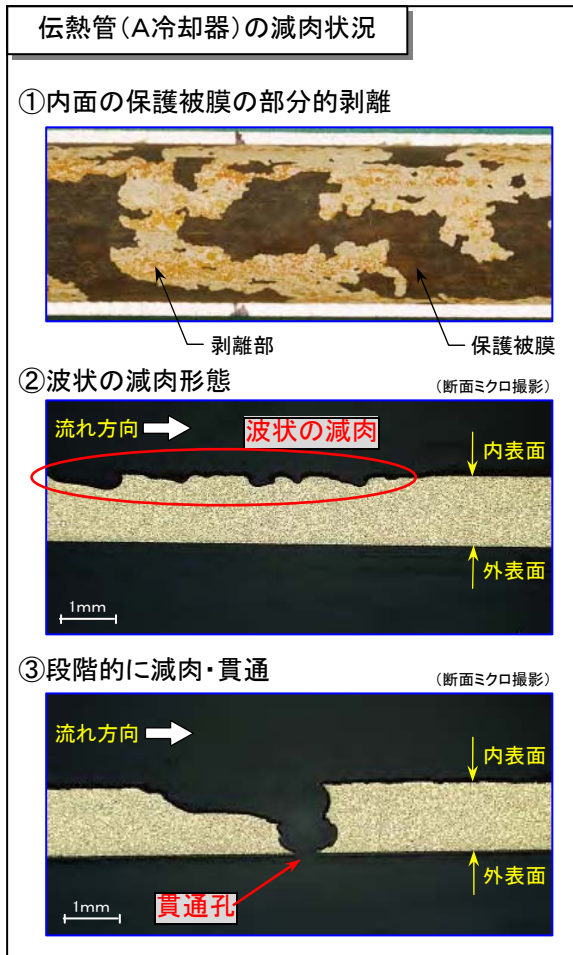 伝熱管(A冷却器)の減肉状況
①内面の保護被膜の部分的剥離
剥離部
保護被膜
②波状の減肉形態
(断面ミクロ撮影)
流れ方向
波状の減肉
内表面
外表面
1mm
③段階的に減肉・貫通
(断面ミクロ撮影)
流れ方向
内表面
外表面
1mm
貫通孔